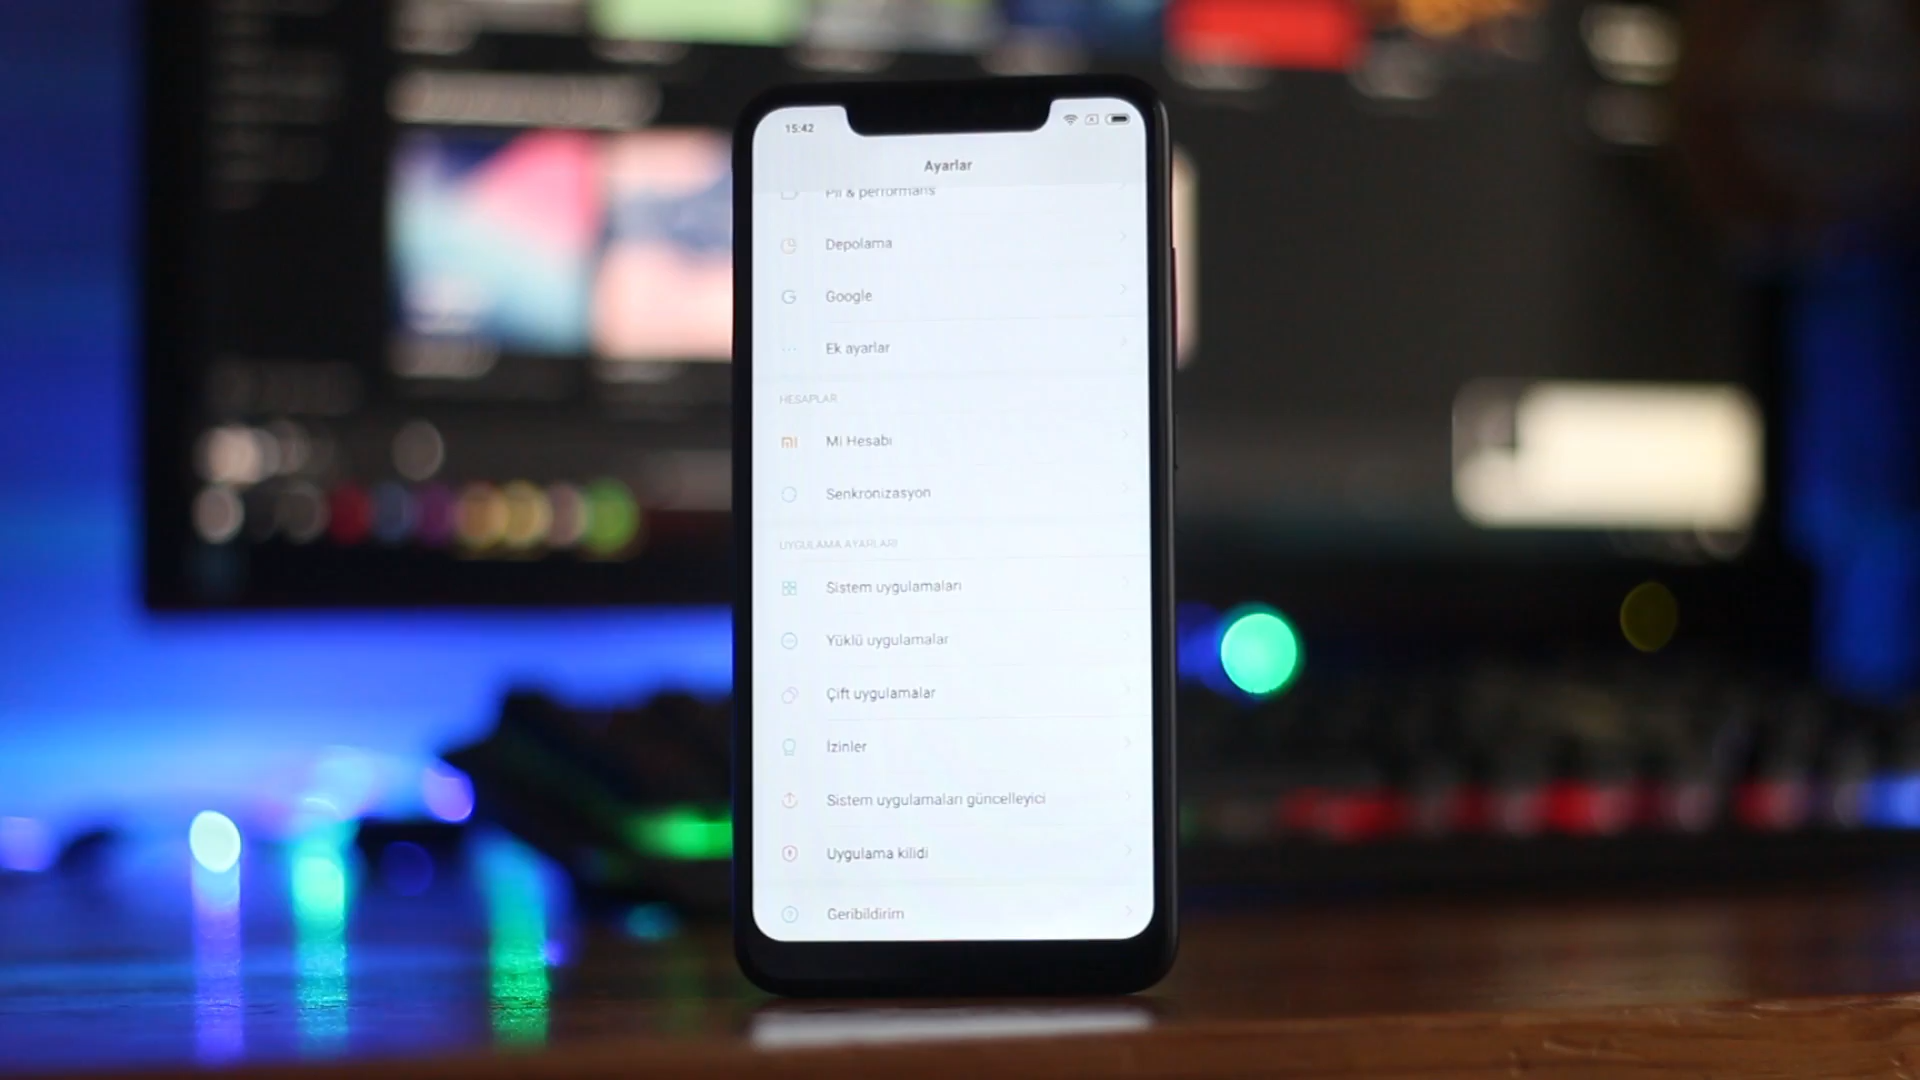 15:42
Ayarlar
Pil & performans
Depolama
Google
Ek ayarlar
HESAPLAR
Mi Hesabı
Senkronizasyon
UYGULAMA AYARLARI
Sistem uygulamaları
Yüklü uygulamalar
Çift uygulamalar
İzinler
Sistem uygulamaları güncelleyici
Uygulama kilidi
Geribildirim